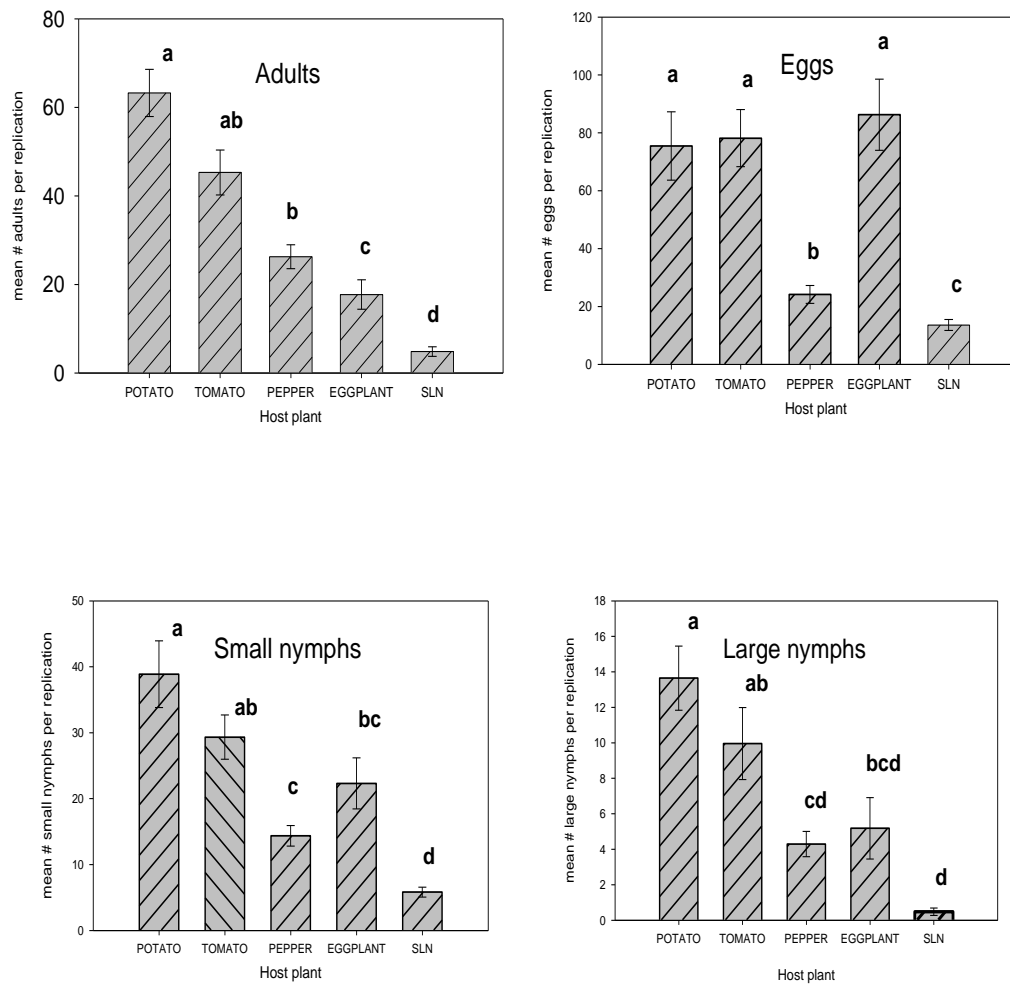 Adults
mean # adults per replication
80
60
40
20
0
a
ab
b
c
d
POTATO TOMATO PEPPER EGGPLANT SLN
Host plant
Eggs
mean # eggs per replication
120
100
80
60
40
20
0
a
a
b
a
c
POTATO TOMATO PEPPER EGGPLANT SLN
Host plant
Small nymphs
mean # small nymphs per replication
50
40
30
20
10
0
a
ab
c
bc
d
POTATO TOMATO PEPPER EGGPLANT SLN
Host plant
Large nymphs
mean # large nymphs per replication
18
16
14
12
10
8
6
4
2
0
a
ab
cd
bcd
d
POTATO TOMATO PEPPER EGGPLANT SLN
Host plant